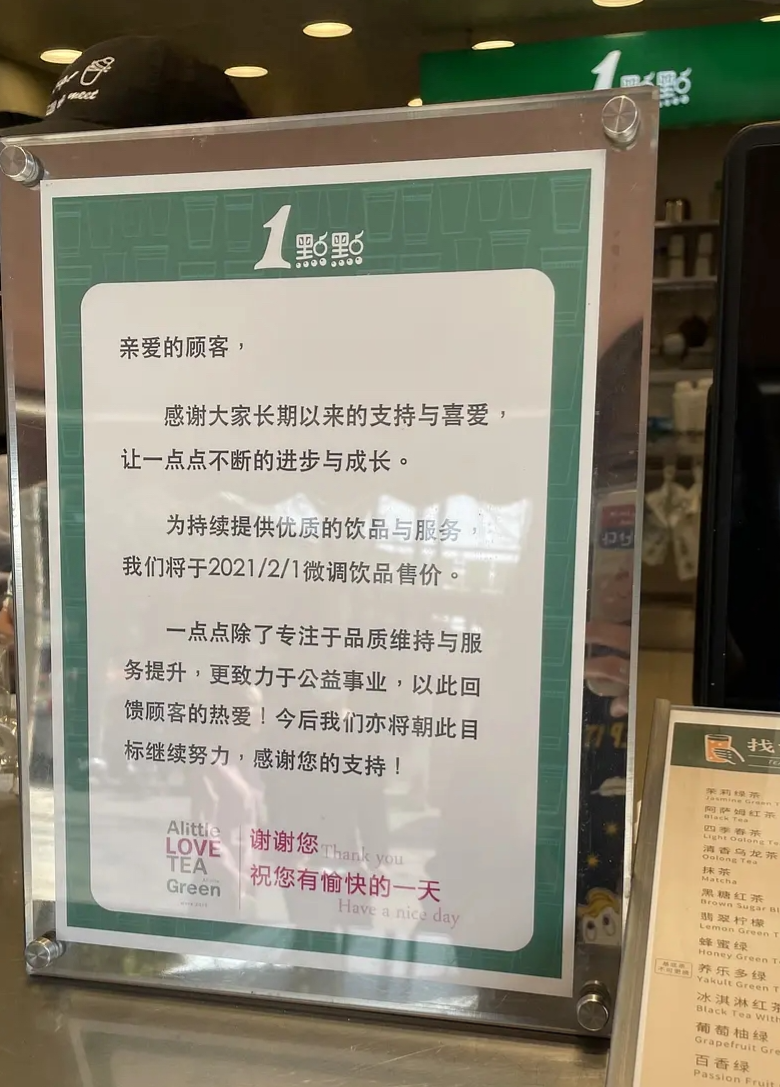 1點點
1點點
亲爱的顾客，
感谢大家长期以来的支持与喜爱，
让一点点不断的进步与成长。
为持续提供优质的饮品与服务，
我们将于2021/2/1微调饮品售价。
一点点除了专注于品质维持与服
务提升，更致力于公益事业，以此回
馈顾客的热爱！今后我们亦将朝此目
标继续努力，感谢您的支持！
Alittle
LOVE
TEA
Green
谢谢您 Thank you
祝您有愉快的一天
Have a nice day
找
茉莉绿茶
Jasmine Green T
阿萨姆红茶
Black Tea
四季春茶
Light Oolong Te
清香乌龙茶
Oolong Tea
抹茶
Matcha
黑糖红茶
Brown Sugar Bl
翡翠柠檬
Lemon Green T
蜂蜜绿
Honey Green T
养乐多绿
Yakult Green T
冰淇淋红茶
Black Tea With
葡萄柚绿
Grapefruit Gre
百香绿
Passion Fruit